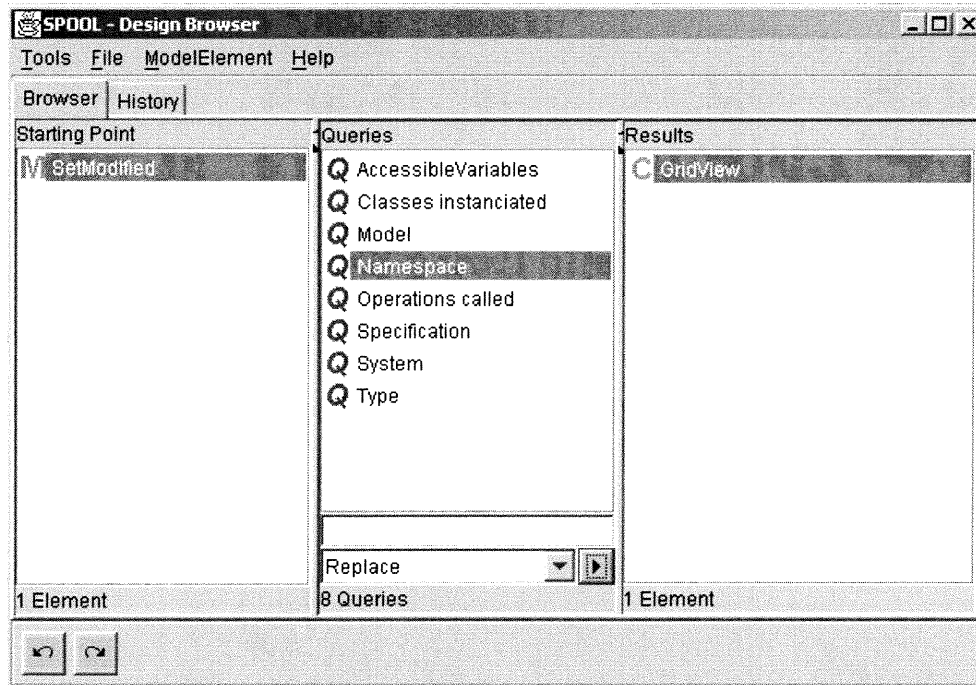 SPOOL - Design Browser
Tools File ModelElement Help
Browser History
Starting Point
M SetModified
1 Element
Queries
Q AccessibleVariables
Q Classes instanciated
Q Model
Q Namespace
Q Operations called
Q Specification
Q System
Q Type
Replace
8 Queries
Results
C GridView
1 Element